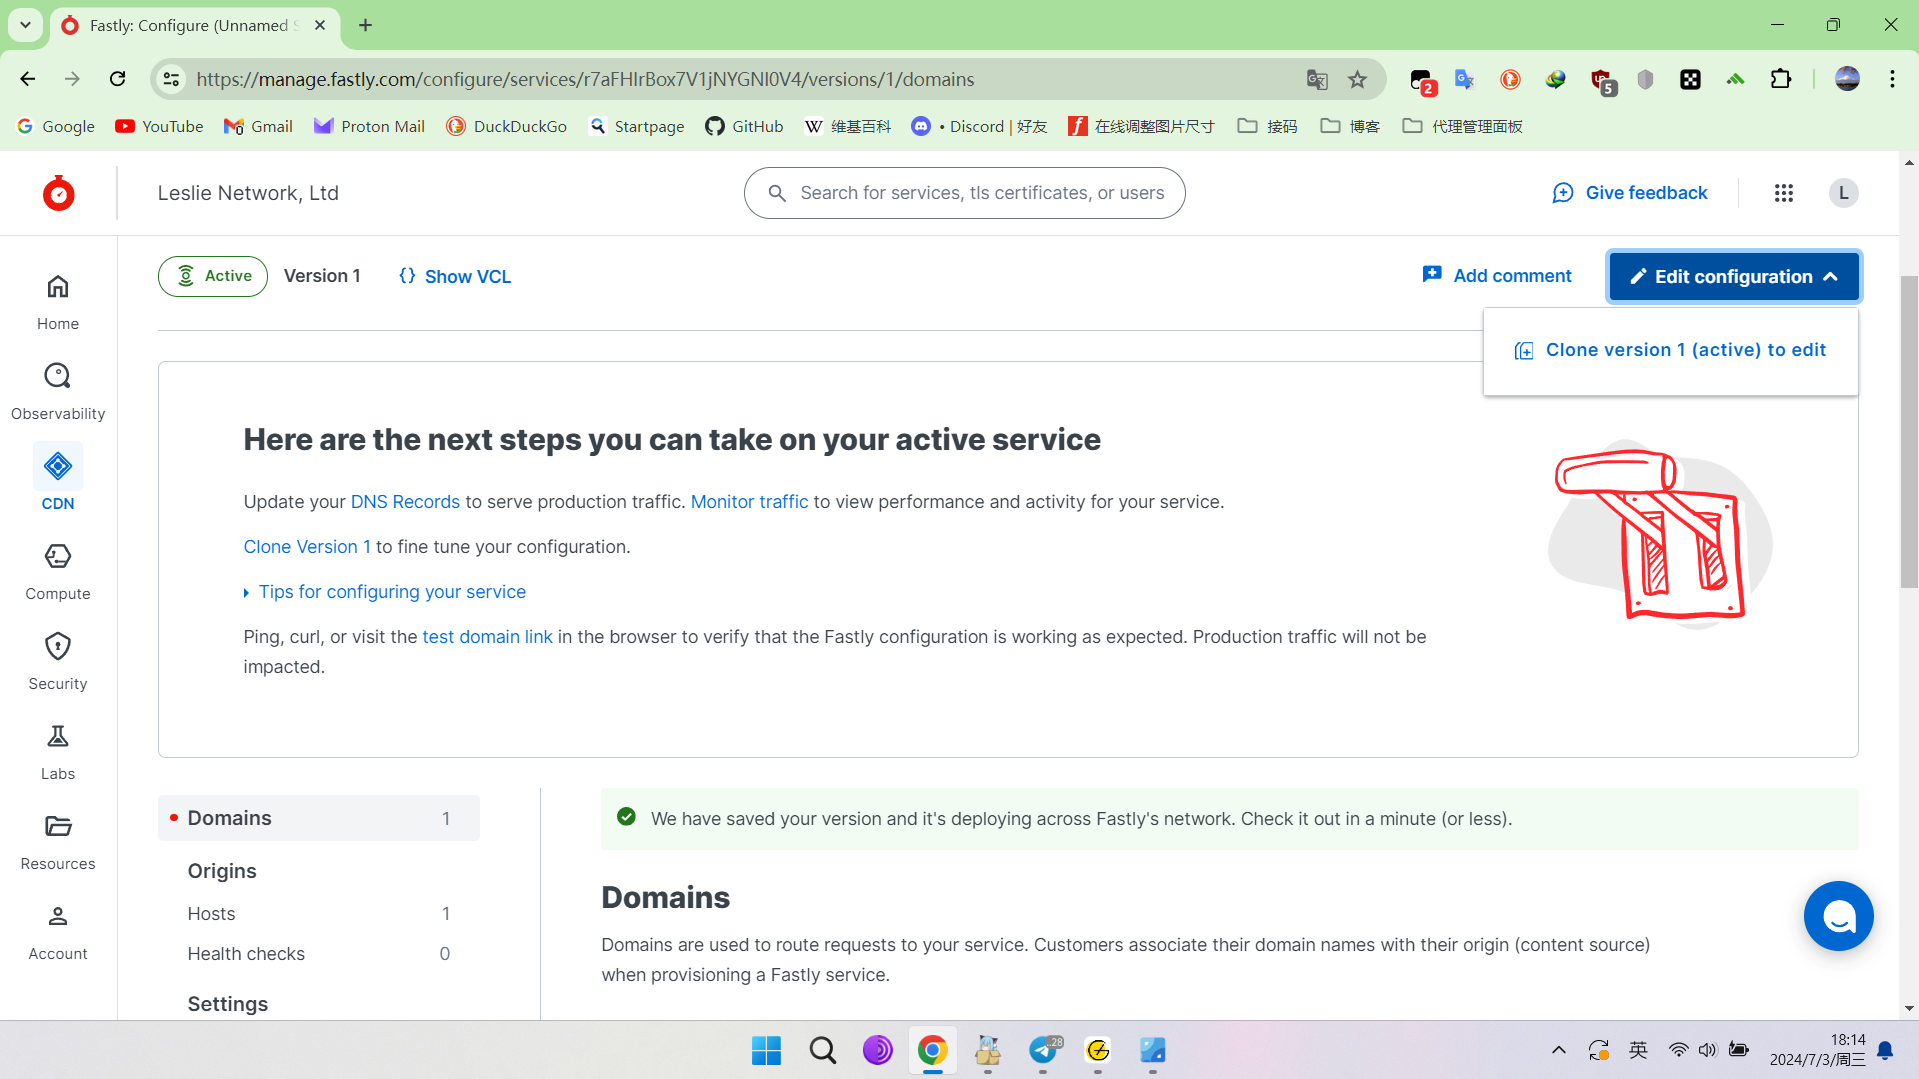 Fastly: Configure (Unnamed S
https://manage.fastly.com/configure/services/r7aFHIrBox7V1jNYGNI0V4/versions/1/domains
2
5
Google
YouTube
Gmail
Proton Mail
DuckDuckGo
Startpage
GitHub
维基百科
• Discord | 好友
在线调整图片尺寸
接码
博客
代理管理面板
Leslie Network, Ltd
Search for services, tls certificates, or users
Give feedback
L
Active
Version 1
Show VCL
Add comment
Edit configuration
Clone version 1 (active) to edit
Home
Observability
CDN
Compute
Security
Labs
Resources
Account
Here are the next steps you can take on your active service
Update your DNS Records to serve production traffic. Monitor traffic to view performance and activity for your service.
Clone Version 1 to fine tune your configuration.
Tips for configuring your service
Ping, curl, or visit the test domain link in the browser to verify that the Fastly configuration is working as expected. Production traffic will not be
impacted.
Domains 1
Origins
Hosts 1
Health checks 0
Settings
We have saved your version and it's deploying across Fastly's network. Check it out in a minute (or less).
Domains
Domains are used to route requests to your service. Customers associate their domain names with their origin (content source)
when provisioning a Fastly service.
28
英
18:14
2024/7/3/周三